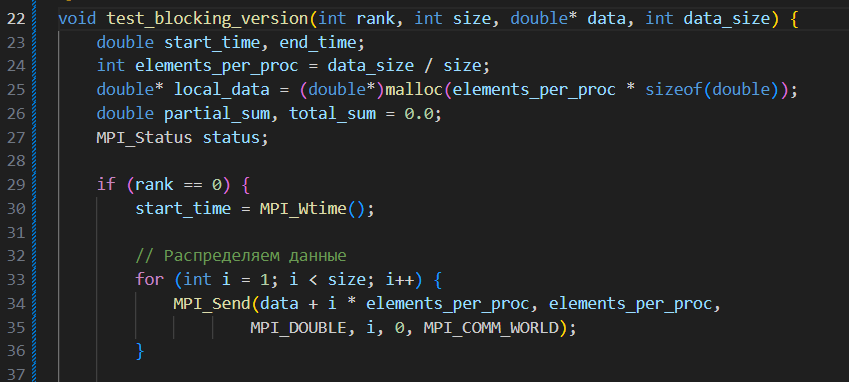 22 void test_blocking_version(int rank, int size, double* data, int data_size) {
23     double start_time, end_time;
24     int elements_per_proc = data_size / size;
25     double* local_data = (double*)malloc(elements_per_proc * sizeof(double));
26     double partial_sum, total_sum = 0.0;
27     MPI_Status status;
28
29     if (rank == 0) {
30         start_time = MPI_Wtime();
31
32         // Распределяем данные
33         for (int i = 1; i < size; i++) {
34             MPI_Send(data + i * elements_per_proc, elements_per_proc,
35                     MPI_DOUBLE, i, 0, MPI_COMM_WORLD);
36         }
37